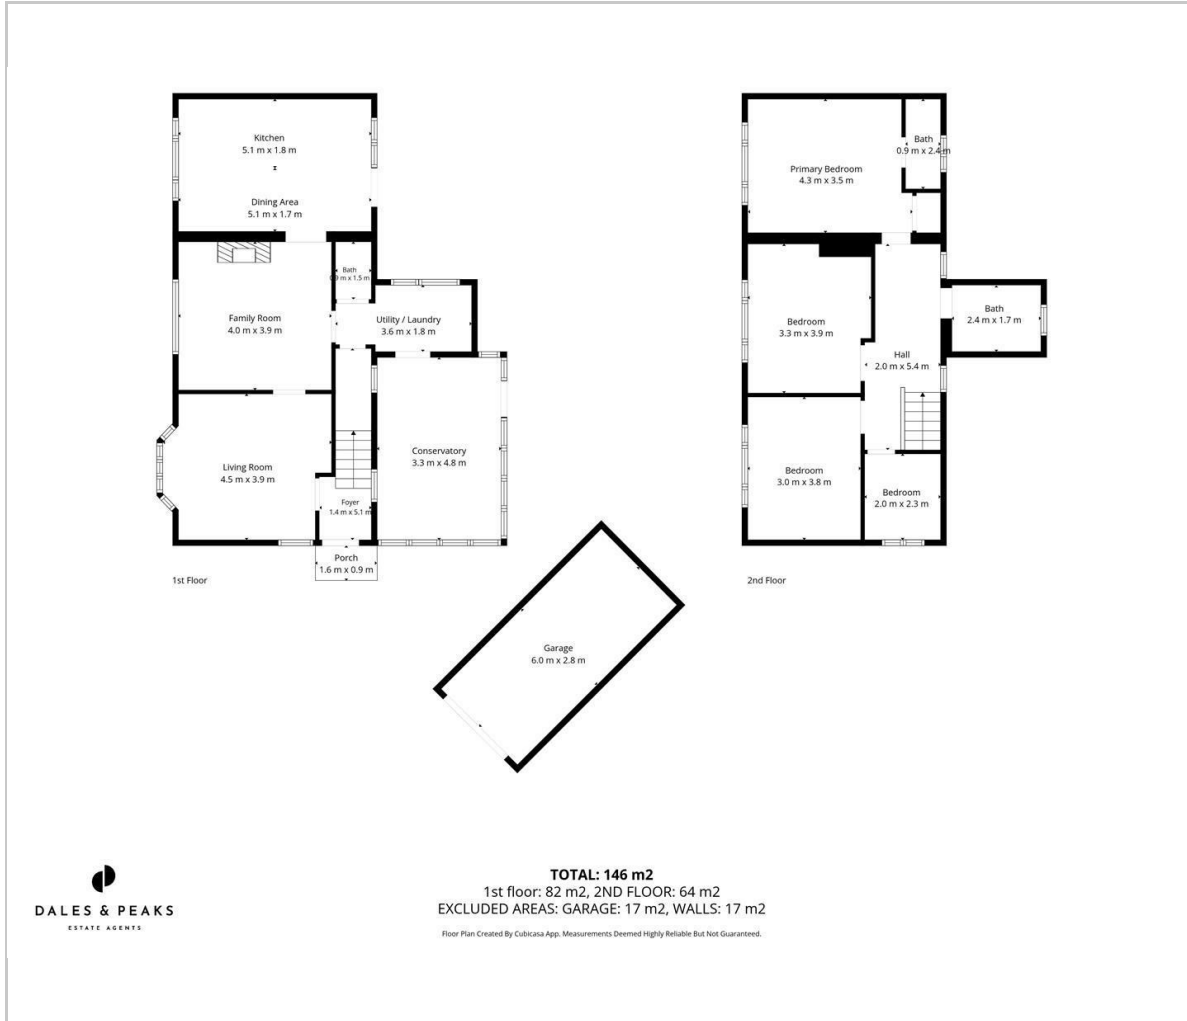 Kitchen
5.1 m x 1.8 m
Dining Area
5.1 m x 1.7 m
Bath
0.9 m x 1.5 m
Family Room
4.0 m x 3.9 m
Utility / Laundry
3.6 m x 1.8 m
Living Room
4.5 m x 3.9 m
Conservatory
3.3 m x 4.8 m
Foyer
1.4 m x 5.1 m
Porch
1.6 m x 0.9 m
1st Floor
Primary Bedroom
4.3 m x 3.5 m
Bath
0.9 m x 2.4 m
Bedroom
3.3 m x 3.9 m
Bath
2.4 m x 1.7 m
Hall
2.0 m x 5.4 m
Bedroom
3.0 m x 3.8 m
Bedroom
2.0 m x 2.3 m
2nd Floor
Garage
6.0 m x 2.8 m
DALES & PEAKS
ESTATE AGENTS
TOTAL: 146 m2
1st floor: 82 m2, 2ND FLOOR: 64 m2
EXCLUDED AREAS: GARAGE: 17 m2, WALLS: 17 m2
Floor Plan Created By Cubicasa App. Measurements Deemed Highly Reliable But Not Guaranteed.